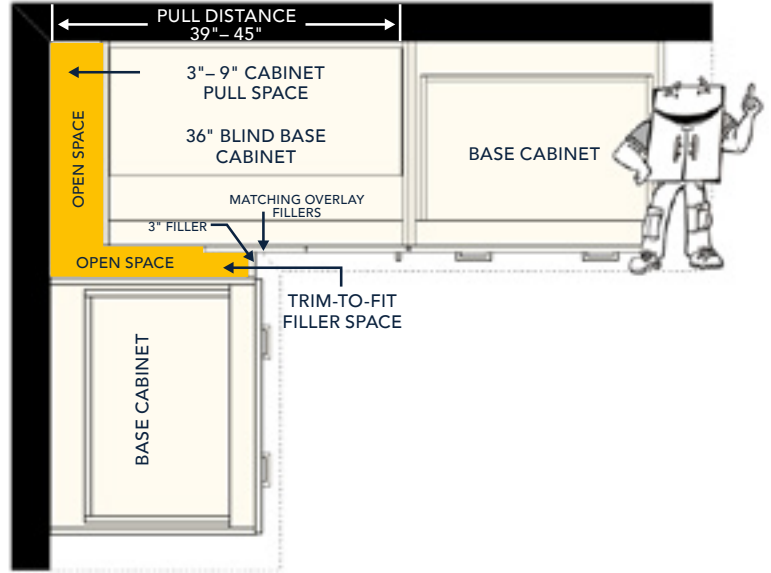 PULL DISTANCE
39"– 45"
3"– 9" CABINET
PULL SPACE
36" BLIND BASE
CABINET
OPEN SPACE
BASE CABINET
MATCHING OVERLAY
FILLERS
3" FILLER
OPEN SPACE
TRIM-TO-FIT
FILLER SPACE
BASE CABINET